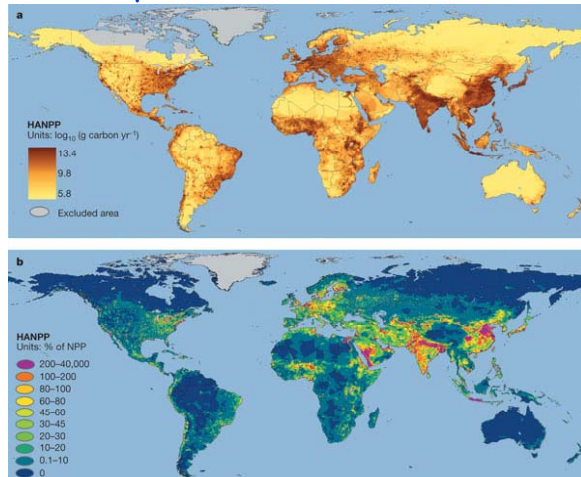 a
HANPP
Units: log₁₀ (g carbon yr⁻¹)
13.4
9.8
5.8
Excluded area
b
HANPP
Units: % of NPP
200–40,000
100–200
80–100
60–80
45–60
30–45
20–30
10–20
0.1–10
0